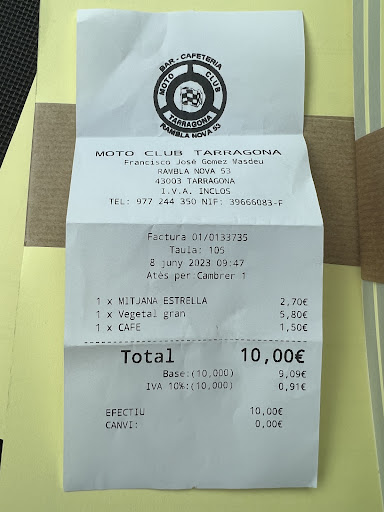 BAR - CAFETERIA
MOTO CLUB
TARRAGONA
RAMBLA NOVA 53
MOTO CLUB TARRAGONA
Francisco José Gomez Masdeu
RAMBLA NOVA 53
43003 TARRAGONA
I.V.A. INCLOS
TEL: 977 244 350 NIF: 39666083-F
Factura 01/0133735
Taula: 105
8 juny 2023 09:47
Atés per:Cambrer 1
1 x MITJANA ESTRELLA 2,70€
1 x Vegetal gran 5,80€
1 x CAFE 1,50€
Total 10,00€
Base:(10,000) 9,09€
IVA 10%:(10,000) 0,91€
EFECTIU 10,00€
CANVI: 0,00€